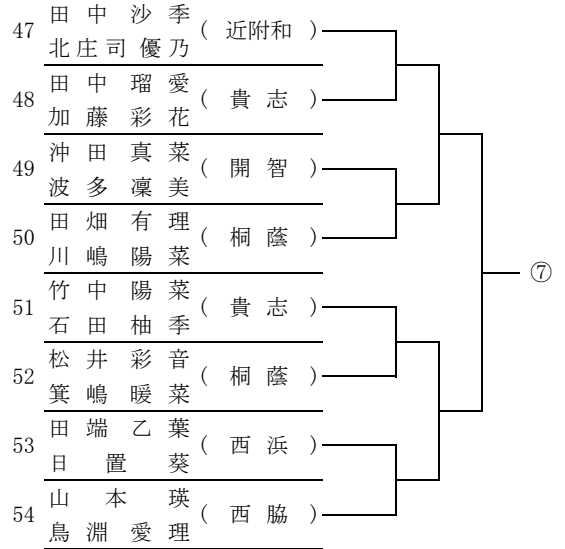 47 田中沙季 (近附和)
北庄司優乃
48 田中瑠愛 (貴志)
加藤彩花
49 沖田真菜 (開智)
波多凜美
50 田畑有理 (桐蔭)
川嶋陽菜
51 竹中陽菜 (貴志)
石田柚季
52 松井彩音 (桐蔭)
箕嶋暖菜
53 田端乙葉 (西浜)
日置葵
54 山本瑛 (西脇)
鳥淵愛理
⑦